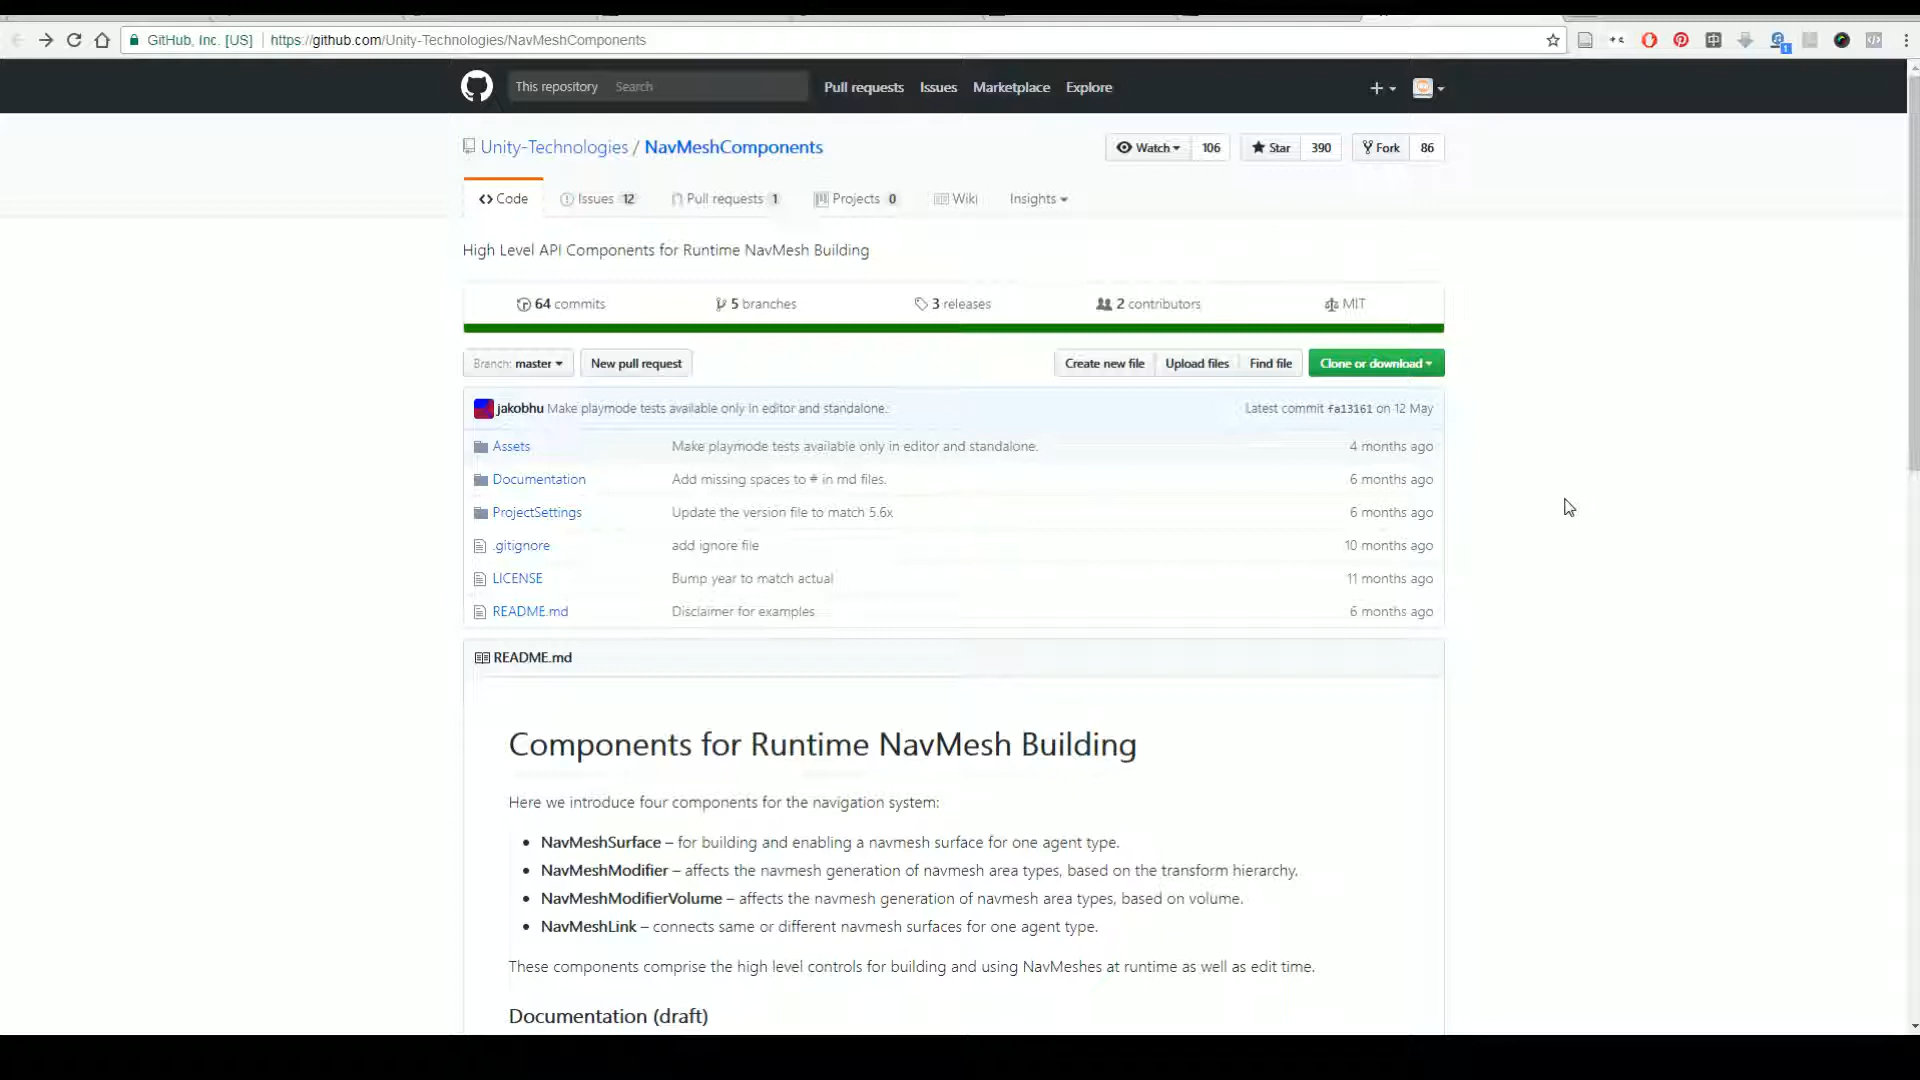 GitHub, Inc. [US] https://github.com/Unity-Technologies/NavMeshComponents
1
This repository Search Pull requests Issues Marketplace Explore
Unity-Technologies / NavMeshComponents Watch 106 Star 390 Fork 86
Code Issues 12 Pull requests 1 Projects 0 Wiki Insights
High Level API Components for Runtime NavMesh Building
64 commits 5 branches 3 releases 2 contributors MIT
Branch: master New pull request Create new file Upload files Find file Clone or download
jakobhu Make playmode tests available only in editor and standalone. Latest commit fa13161 on 12 May
Assets Make playmode tests available only in editor and standalone. 4 months ago
Documentation Add missing spaces to # in md files. 6 months ago
ProjectSettings Update the version file to match 5.6x 6 months ago
.gitignore add ignore file 10 months ago
LICENSE Bump year to match actual 11 months ago
README.md Disclaimer for examples 6 months ago
README.md
Components for Runtime NavMesh Building
Here we introduce four components for the navigation system:
• NavMeshSurface – for building and enabling a navmesh surface for one agent type.
• NavMeshModifier – affects the navmesh generation of navmesh area types, based on the transform hierarchy.
• NavMeshModifierVolume – affects the navmesh generation of navmesh area types, based on volume.
• NavMeshLink – connects same or different navmesh surfaces for one agent type.
These components comprise the high level controls for building and using NavMeshes at runtime as well as edit time.
Documentation (draft)